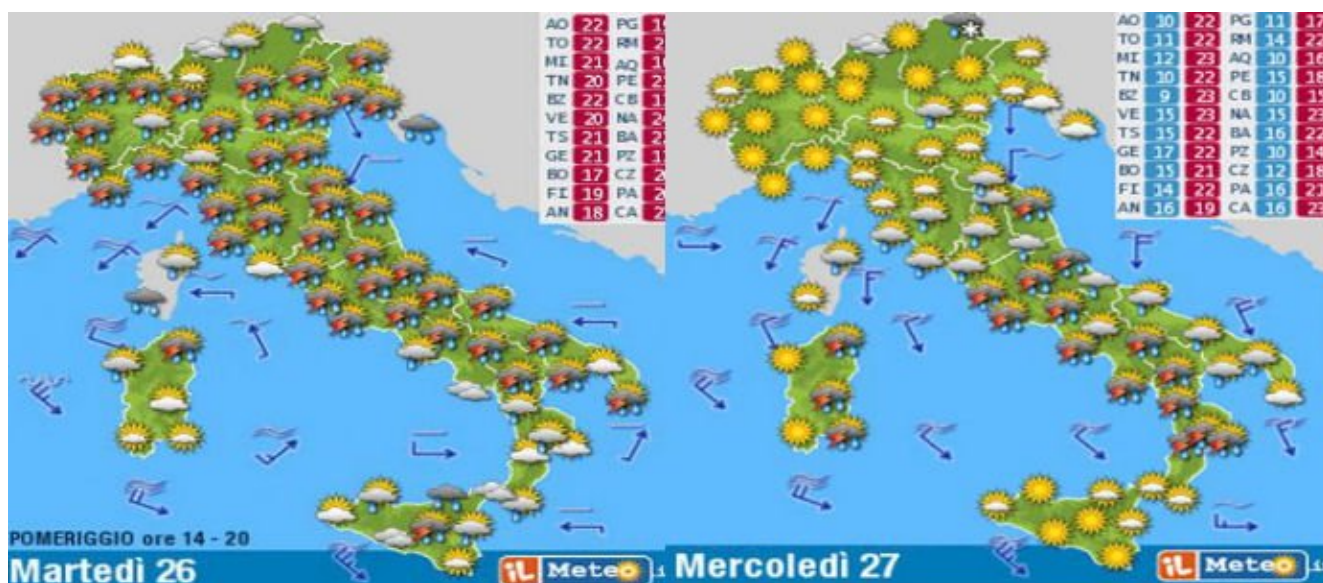 AO 22 PG
TO 22 RM
MI 21 AQ
TN 20 PE
BZ 22 CB
VE 20 NA
TS 21 BA
GE 21 PZ
BO 17 CZ
FI 19 PA
AN 18 CA
POMERIGGIO ore 14 - 20
Martedì 26
iL Meteo
AO 10 22 PG 11 17
TO 11 22 RM 14 22
MI 12 23 AQ 10 16
TN 10 22 PE 15 18
BZ 9 23 CB 10 15
VE 15 23 NA 15 23
TS 15 22 BA 16 22
GE 17 22 PZ 10 14
BO 15 21 CZ 12 18
FI 14 22 PA 16 21
AN 16 19 CA 16 23
Mercoledì 27
iL Meteo